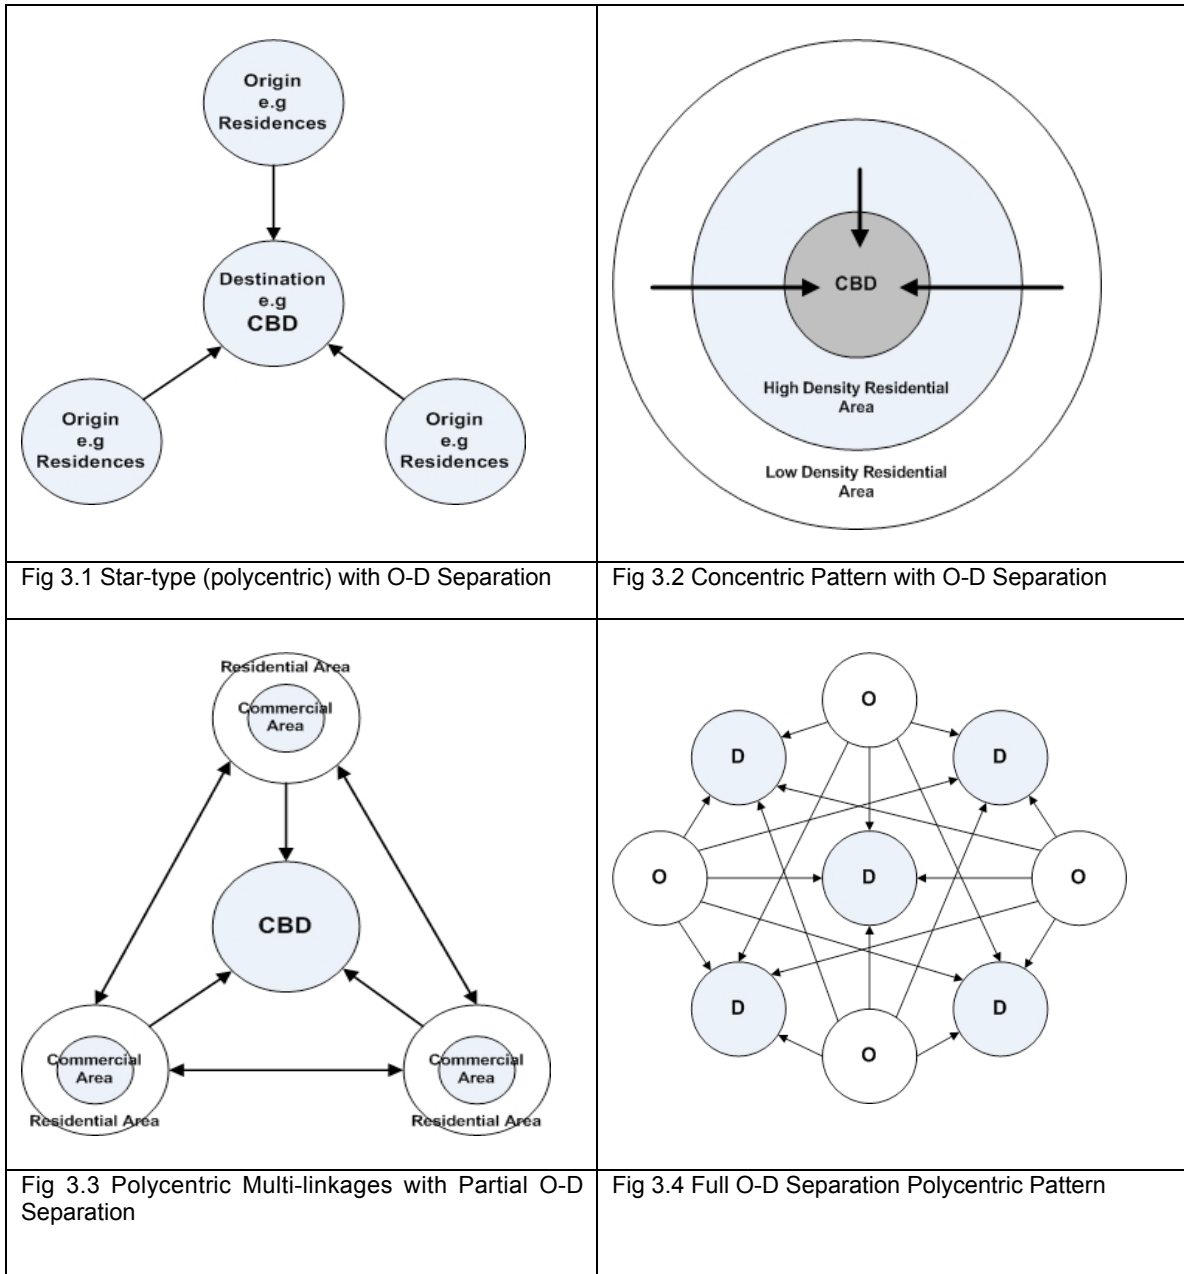 Origin
e.g
Residences
Destination
e.g
CBD
Origin
e.g
Residences
Origin
e.g
Residences
Fig 3.1 Star-type (polycentric) with O-D Separation
CBD
High Density Residential
Area
Low Density Residential
Area
Fig 3.2 Concentric Pattern with O-D Separation
Residential Area
Commercial
Area
CBD
Commercial
Area
Residential Area
Commercial
Area
Residential Area
Fig 3.3 Polycentric Multi-linkages with Partial O-D
Separation
O
D
D
O
D
O
D
D
O
Fig 3.4 Full O-D Separation Polycentric Pattern